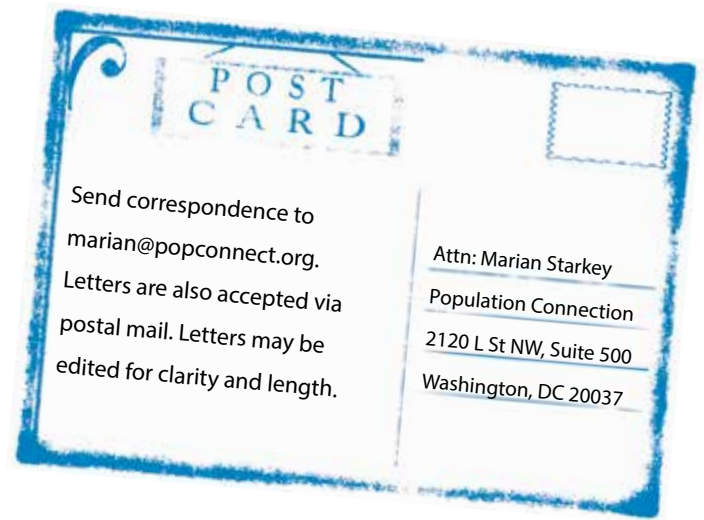 POST
CARD
Send correspondence to
marian@popconnect.org.
Letters are also accepted via
postal mail. Letters may be
edited for clarity and length.
Attn: Marian Starkey
Population Connection
2120 L St NW, Suite 500
Washington, DC 20037